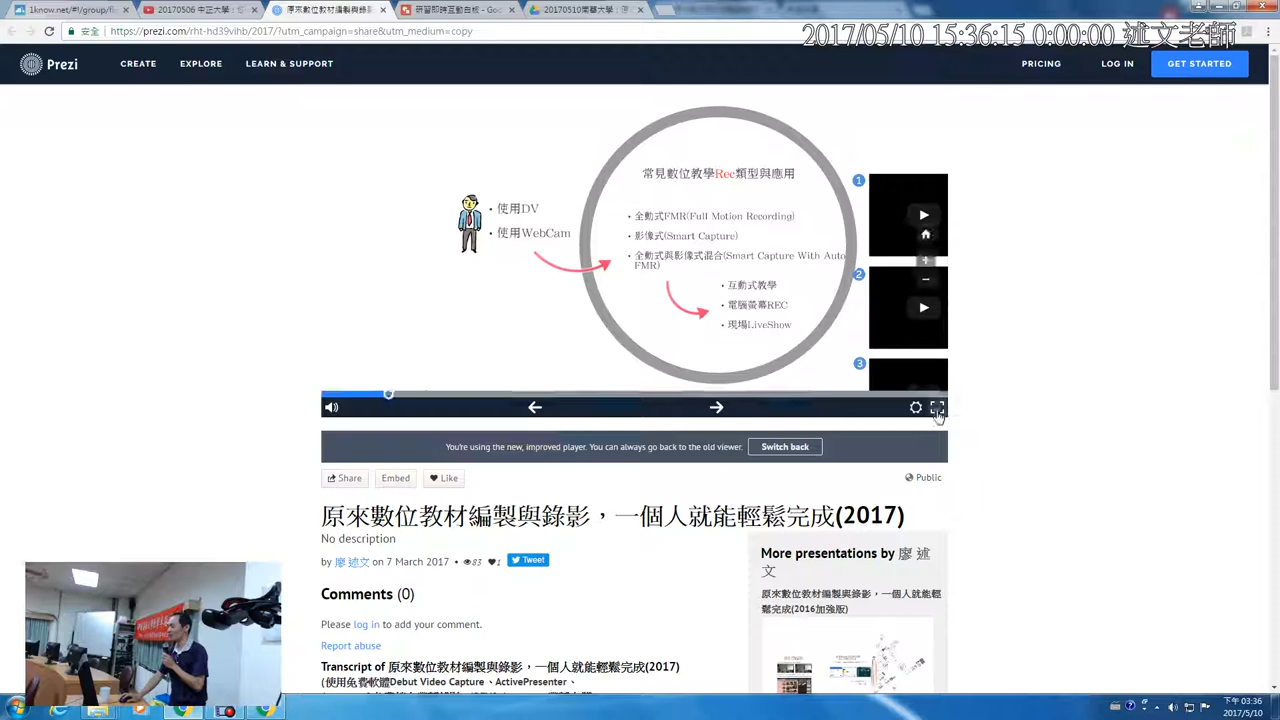 1know.net/#!/group/f
20170506 中正大學：
原來數位教材編製與錄影
研習即時互動白板 - Goo
20170510南華大學：
安全 https://prezi.com/rht-hd39vihb/2017/?utm_campaign=share&utm_medium=copy
2017/05/10 15:36:15 0:00:00 述文老師
Prezi CREATE EXPLORE LEARN & SUPPORT PRICING LOG IN GET STARTED
常見數位教學Rec類型與應用
• 使用DV
• 使用WebCam
• 全動式FMR(Full Motion Recording)
• 影像式(Smart Capture)
• 全動式與影像式混合(Smart Capture With Auto
FMR)
• 互動式教學
• 電腦螢幕REC
• 現場LiveShow
1
2
3
You're using the new, improved player. You can always go back to the old viewer. Switch back
Share Embed Like Public
原來數位教材編製與錄影，一個人就能輕鬆完成(2017)
No description
by 廖 述文 on 7 March 2017 • 83 1 Tweet
Comments (0)
Please log in to add your comment.
Report abuse
Transcript of 原來數位教材編製與錄影，一個人就能輕鬆完成(2017)
(使用免費軟體Debut Video Capture、ActivePresenter、
More presentations by 廖 述
文
原來數位教材編製與錄影，一個人就能輕
鬆完成(2016加強版)
下午 03:36
2017/5/10